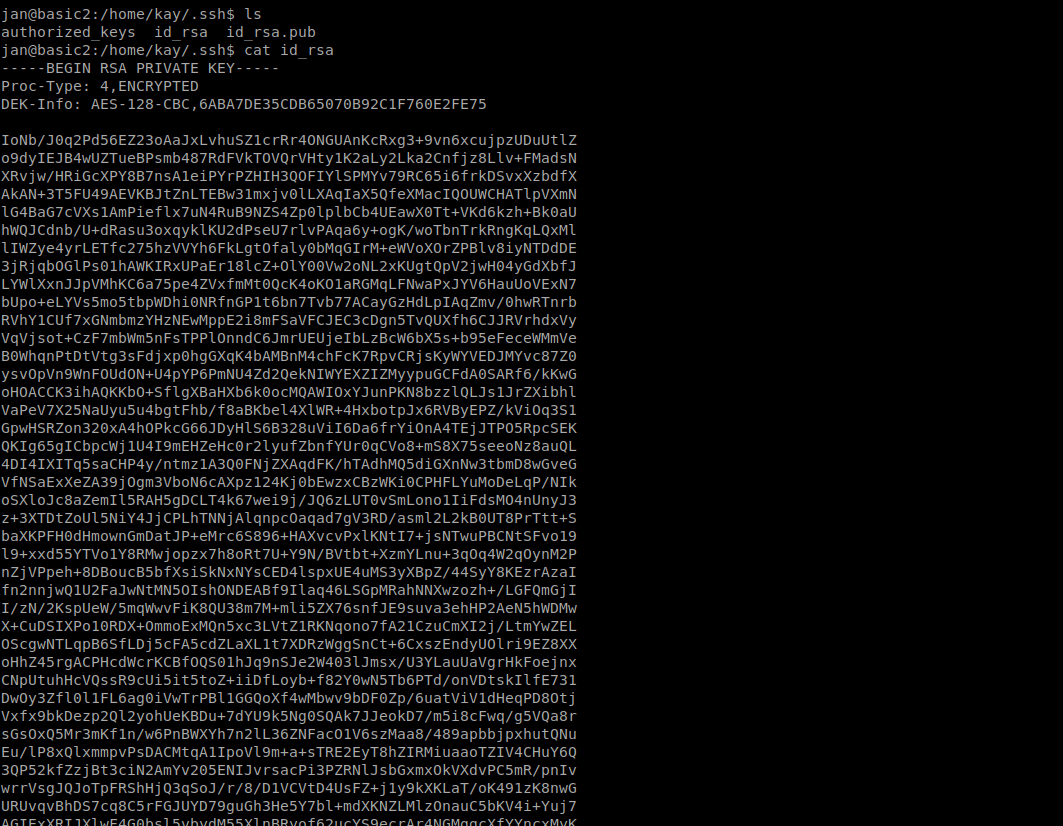 jan@basic2:/home/kay/.ssh$ ls
authorized_keys  id_rsa  id_rsa.pub
jan@basic2:/home/kay/.ssh$ cat id_rsa
-----BEGIN RSA PRIVATE KEY-----
Proc-Type: 4,ENCRYPTED
DEK-Info: AES-128-CBC,6ABA7DE35CDB65070B92C1F760E2FE75

IoNb/J0q2Pd56EZ23oAaJxLvhuSZ1crRr4ONGUAnKcRxg3+9vn6xcujpzUDuUtlZ
o9dyIEJB4wUZTueBPsmb487RdFVkTOVQrVHty1K2aLy2Lka2Cnfjz8Llv+FMadsN
XRvjw/HRiGcXPY8B7nsA1eiPYrPZHIH3QOFIYlSPMYv79RC65i6frkDSvxXzbdfX
AkAN+3T5FU49AEVKBJtZnLTEBw31mxjv0lLXAqIaX5QfeXMacIQOUWCHATlpVXmN
lG4BaG7cVXs1AmPieflx7uN4RuB9NZS4Zp0lplbCb4UEawX0Tt+VKd6kzh+Bk0aU
hWQJCdnb/U+dRasu3oxqyklKU2dPseU7rlvPAqa6y+ogK/woTbnTrkRngKqLQxMl
lIWZye4yrLETfc275hzVVYh6FkLgtOfaly0bMqGIrM+eWVoXOrZPBlv8iyNTDdDE
3jRjqbOGlPs01hAWKIRxUPaEr18lcZ+OlY00Vw2oNL2xKUgtQpV2jwH04yGdXbfJ
LYWlXxnJJpVMhKC6a75pe4ZVxfmMt0QcK4oKO1aRGMqLFNwaPxJYV6HauUoVExN7
bUpo+eLYVs5mo5tbpWDhi0NRfnGP1t6bn7Tvb77ACayGzHdLpIAqZmv/0hwRTnrb
RVhY1CUf7xGNmbmzYHzNEwMppE2i8mFSaVFCJEC3cDgn5TvQUXfh6CJJRVrhdxVy
VqVjsot+CzF7mbWm5nFsTPPlOnndC6JmrUEUjeIbLzBcW6bX5s+b95eFeceWMmVe
B0WhqnPtDtVtg3sFdjxp0hgGXqK4bAMBnM4chFcK7RpvCRjsKyWYVEDJMYvc87Z0
ysvOpVn9WnFOUdON+U4pYP6PmNU4Zd2QekNIWYEXZIZMyypuGCFdA0SARf6/kKwG
oHOACCK3ihAQKKbO+SflgXBaHXb6k0ocMQAWIOxYJunPKN8bzzlQLJs1JrZXibhl
VaPeV7X25NaUyu5u4bgtFhb/f8aBKbel4XlWR+4HxbotpJx6RVByEPZ/kViOq3S1
GpwHSRZon320xA4hOPkcG66JDyHlS6B328uViI6Da6frYiOnA4TEjJTPO5RpcSEK
QKIg65gICbpcWj1U4I9mEHZeHc0r2lyufZbnfYUr0qCVo8+mS8X75seeoNz8auQL
4DI4IXITq5saCHP4y/ntmz1A3Q0FNjZXAqdFK/hTAdhMQ5diGXnNw3tbmD8wGveG
VfNSaExXeZA39jOgm3VboN6cAXpz124Kj0bEwzxCBzWKi0CPHFLYuMoDeLqP/NIk
oSXloJc8aZemIl5RAH5gDCLT4k67wei9j/JQ6zLUT0vSmLono1IiFdsMO4nUnyJ3
z+3XTDtZoUl5NiY4JjCPLhTNNjAlqnpcOaqad7gV3RD/asml2L2kB0UT8PrTtt+S
baXKPFH0dHmownGmDatJP+eMrc6S896+HAXvcvPxlKNtI7+jsNTwuPBCNtSFvo19
l9+xxd55YTVo1Y8RMwjopzx7h8oRt7U+Y9N/BVtbt+XzmYLnu+3qOq4W2qOynM2P
nZjVPpeh+8DBoucB5bfXsiSkNxNYsCED4lspxUE4uMS3yXBpZ/44SyY8KEzrAzaI
fn2nnjwQ1U2FaJwNtMN5OIshONDEABf9Ilaq46LSGpMRahNNXwzozh+/LGFQmGjI
I/zN/2KspUeW/5mqWwvFiK8QU38m7M+mli5ZX76snfJE9suva3ehHP2AeN5hWDMw
X+CuDSIXPo10RDX+OmmoExMQn5xc3LVtZ1RKNqono7fA21CzuCmXI2j/LtmYwZEL
OScgwNTLqpB6SfLDj5cFA5cdZLaXL1t7XDRzWggSnCt+6CxszEndyUOlri9EZ8XX
oHhZ45rgACPHcdWcrKCBfOQS01hJq9nSJe2W403lJmsx/U3YLauUaVgrHkFoejnx
CNpUtuhHcVQssR9cUi5it5toZ+iiDfLoyb+f82Y0wN5Tb6PTd/onVDtskIlfE731
DwOy3Zfl0l1FL6ag0iVwTrPBl1GGQoXf4wMbwv9bDF0Zp/6uatViV1dHeqPD8Otj
Vxfx9bkDezp2Ql2yohUeKBDu+7dYU9k5Ng0SQAk7JJeokD7/m5i8cFwq/g5VQa8r
sGsOxQ5Mr3mKf1n/w6PnBWXYh7n2lL36ZNFacO1V6szMaa8/489apbbjpxhutQNu
Eu/lP8xQlxmmpvPsDACMtqA1IpoVl9m+a+sTRE2EyT8hZIRMiuaaoTZIV4CHuY6Q
3QP52kfZzjBt3ciN2AmYv205ENIJvrsacPi3PZRNlJsbGxmxOkVXdvPC5mR/pnIv
wrrVsgJQJoTpFRShHjQ3qSoJ/r/8/D1VCVtD4UsFZ+j1y9kXKLaT/oK491zK8nwG
URUvqvBhDS7cq8C5rFGJUYD79guGh3He5Y7bl+mdXKNZLMlzOnauC5bKV4i+Yuj7